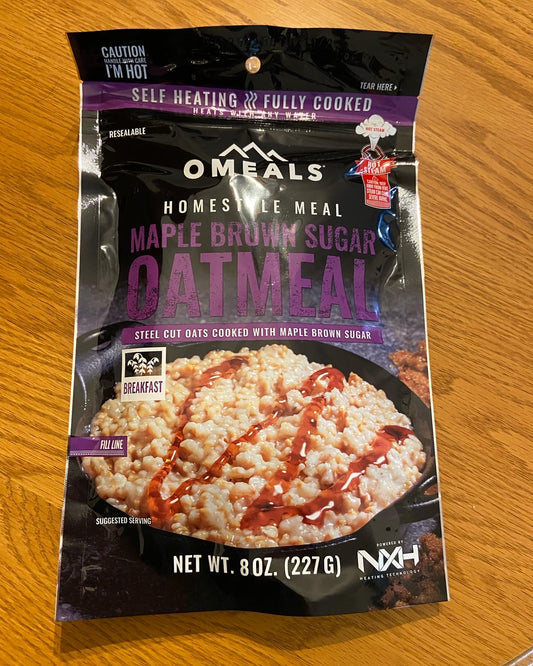 CAUTION
HANDLE WITH CARE
I'M HOT
TEAR HERE
SELF HEATING FULLY COOKED
HEATS WITH ANY WATER
RESEALABLE
HOT STEAM
HOT
STEAM
OMEALS
HOMESTYLE MEAL
MAPLE BROWN SUGAR
OATMEAL
STEEL CUT OATS COOKED WITH MAPLE BROWN SUGAR
BREAKFAST
FILL LINE
SUGGESTED SERVING
NET WT. 8 OZ. (227 G)
POWERED BY:
NXH
HEATING TECHNOLOGY